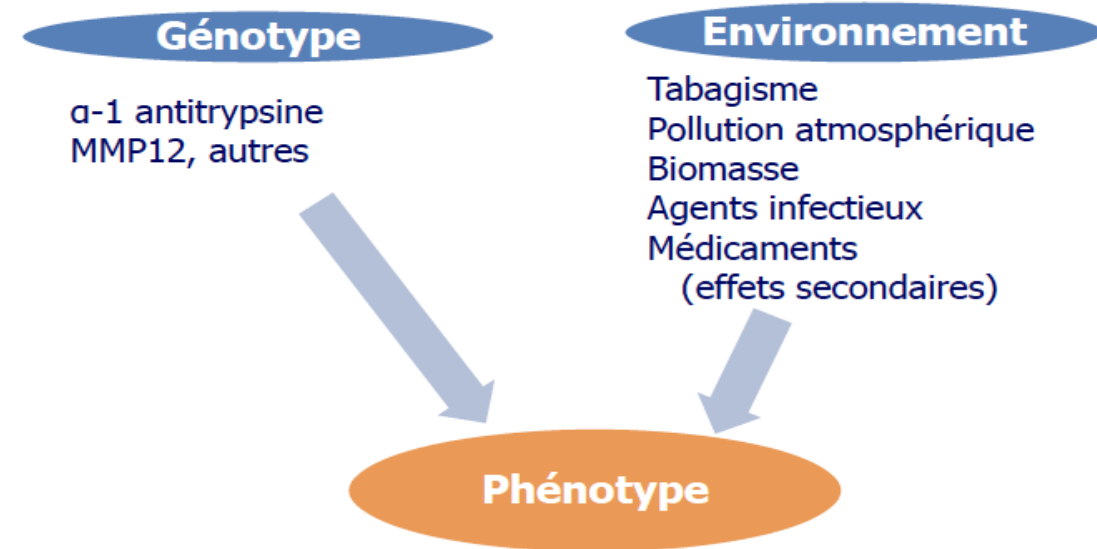 Génotype
α-1 antitrypsine
MMP12, autres
Environnement
Tabagisme
Pollution atmosphérique
Biomasse
Agents infectieux
Médicaments
(effets secondaires)
Phénotype